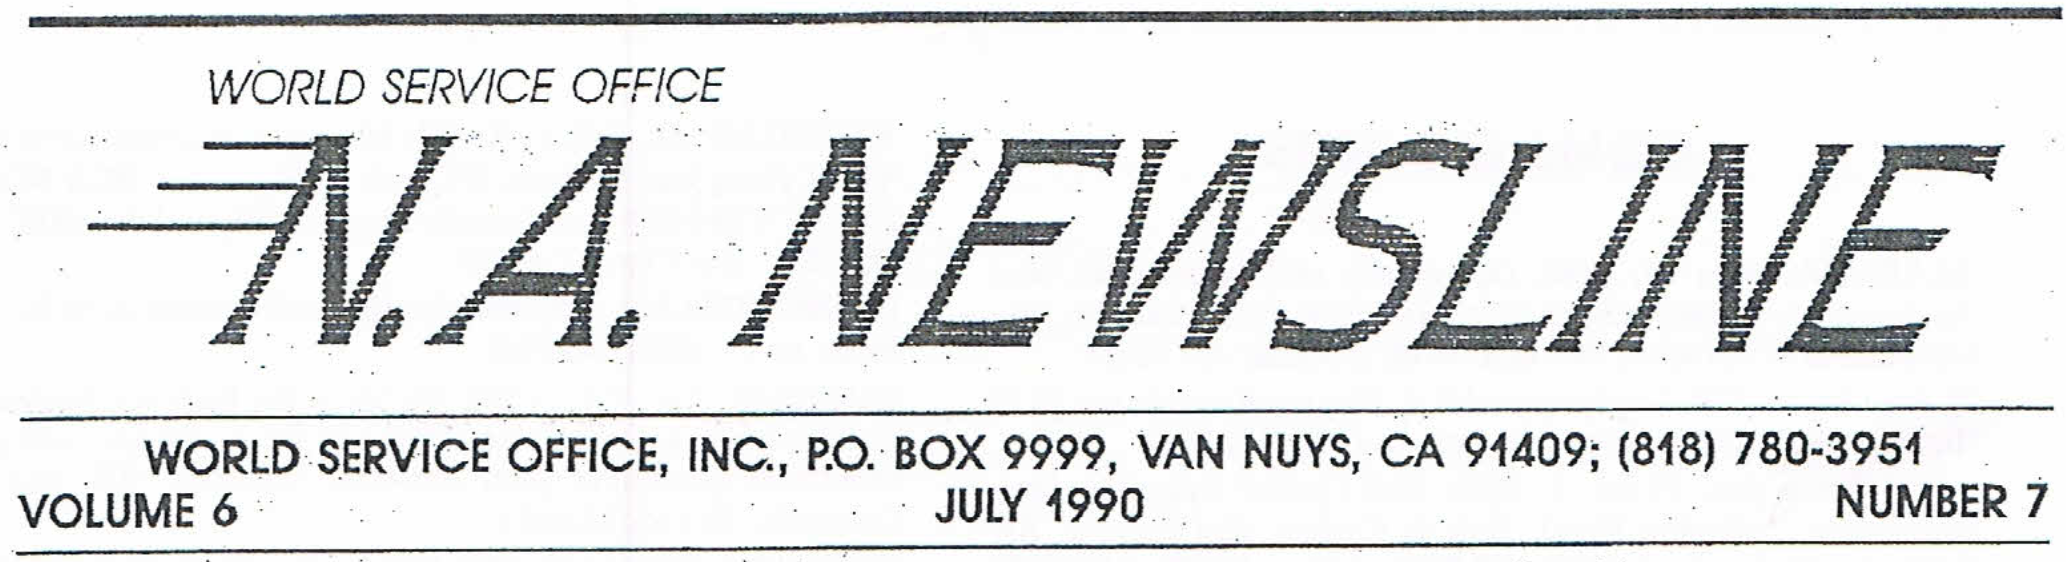 WORLD SERVICE OFFICE
N.A. NEWSLINE
WORLD SERVICE OFFICE, INC., P.O. BOX 9999, VAN NUYS, CA 91409; (818) 780-3951
VOLUME 6 JULY 1990 NUMBER 7